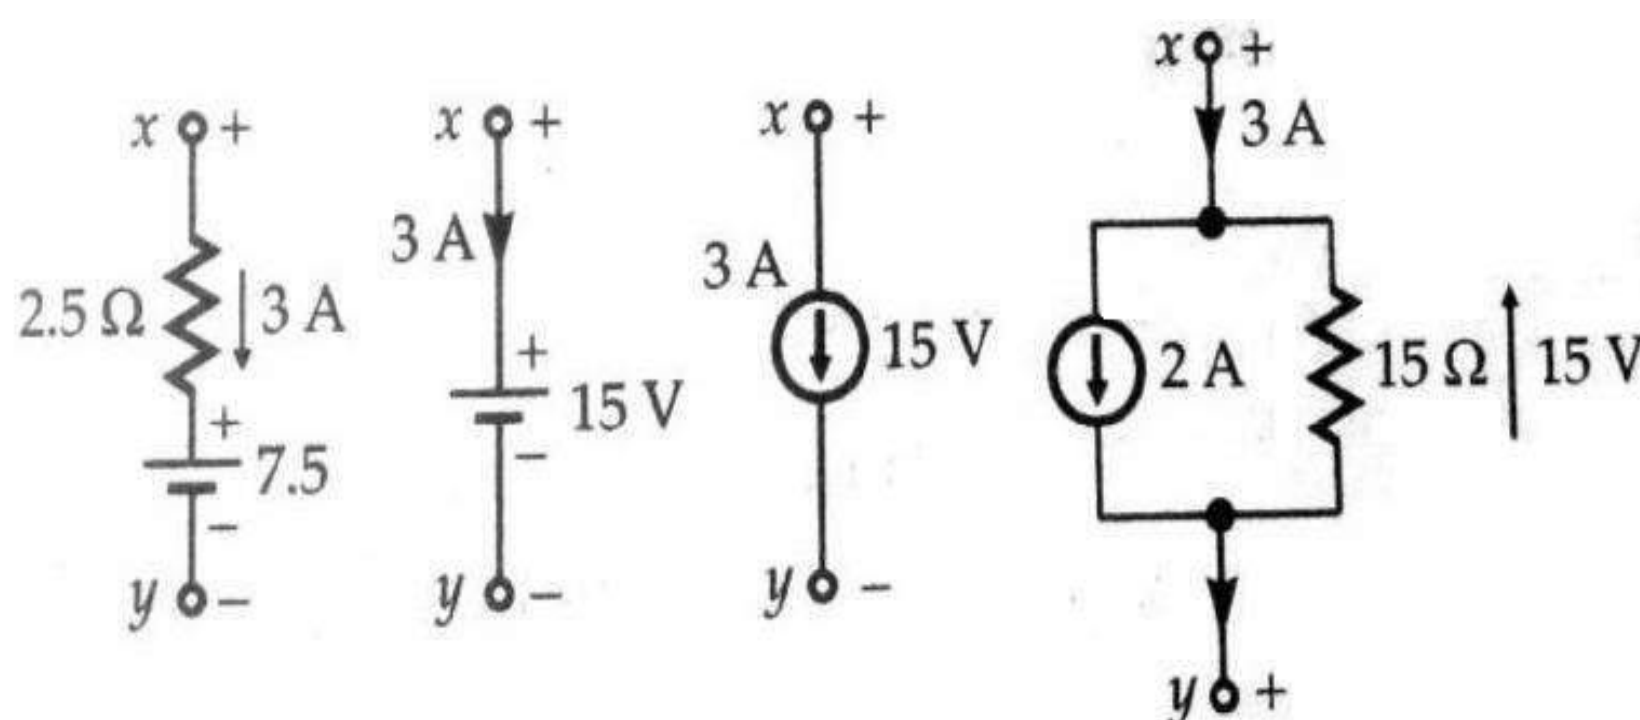 x +
2.5 Ω
3 A
+
7.5
−
y −
x +
3 A
+
15 V
−
y −
x +
3 A
15 V
y −
x +
3 A
2 A
15 Ω
15 V
y +